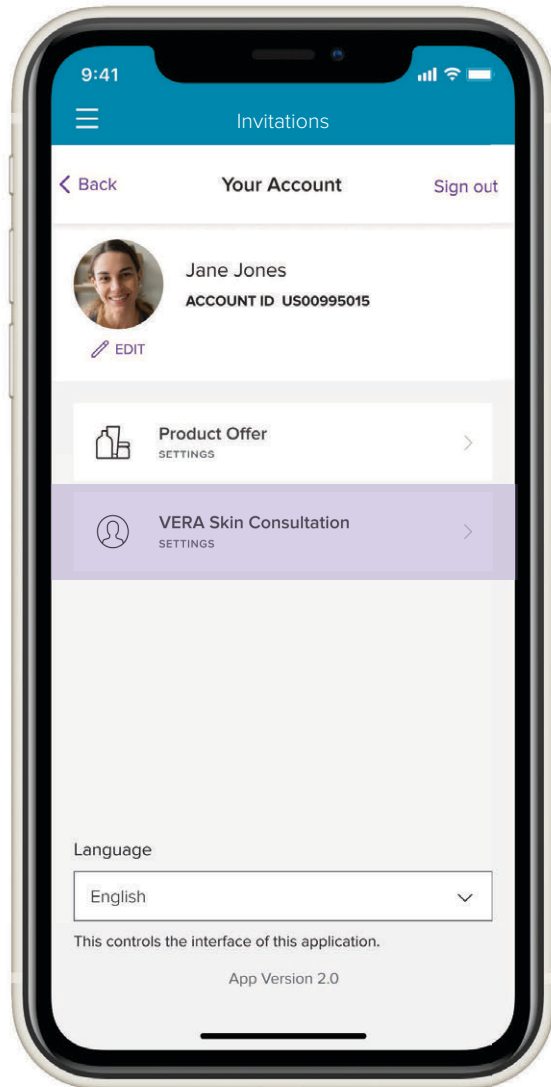 9:41
Invitations
Back
Your Account
Sign out
Jane Jones
ACCOUNT ID US00995015
EDIT
Product Offer
SETTINGS
VERA Skin Consultation
SETTINGS
Language
English
This controls the interface of this application.
App Version 2.0